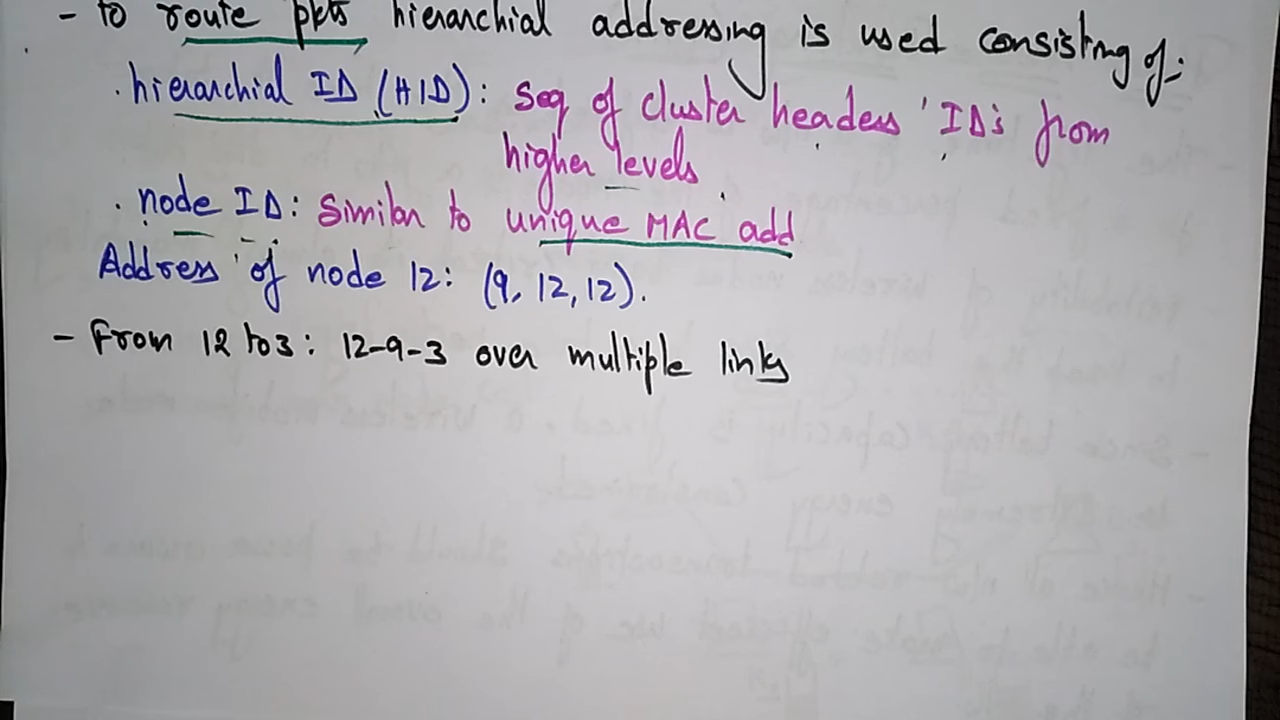 - to route pkts hierarchial addressing is used consisting of:-
. hierarchial ID (HID): Seq of cluster headers' ID's from
higher levels
. node ID: Similar to unique MAC add
Address of node 12: (9, 12, 12).
- From 12 to 3: 12-9-3 over multiple links